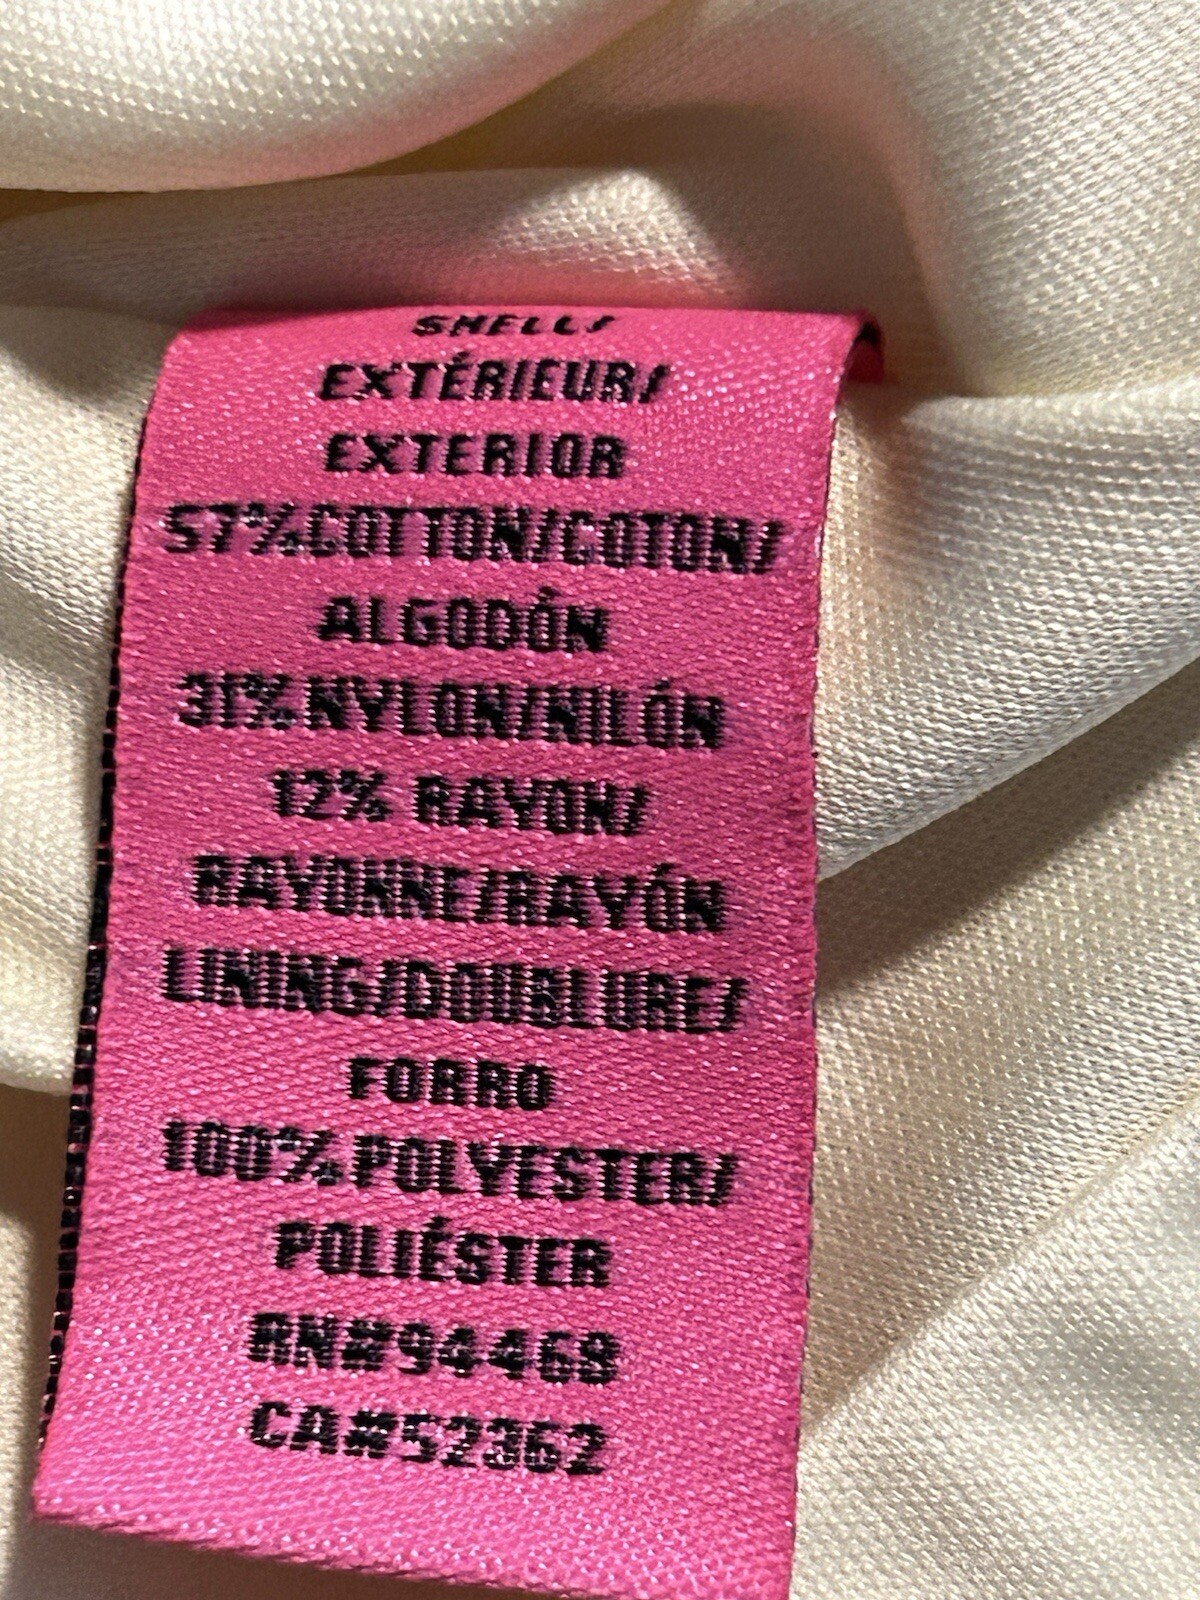 SHELL/
EXTÉRIEUR/
EXTERIOR
57%COTTON/COTON/
ALGODÓN
31%NYLON/NILÓN
12% RAYON/
RAYONNE/RAYÓN
LINING/DOUBLURE/
FORRO
100%POLYESTER/
POLIÉSTER
RN#94468
CA#52362